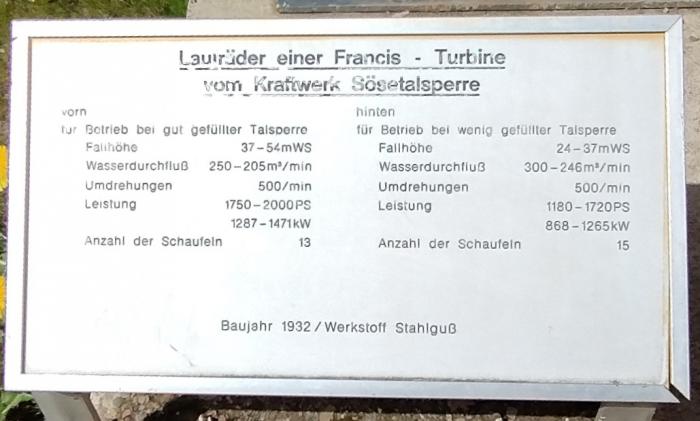 Laufräder einer Francis - Turbine
vom Kraftwerk Sösetalsperre
vorn
für Betrieb bei gut gefüllter Talsperre
Fallhöhe 37-54mWS
Wasserdurchfluß 250-205m³/min
Umdrehungen 500/min
Leistung 1750-2000PS
1287-1471kW
Anzahl der Schaufeln 13
hinten
für Betrieb bei wenig gefüllter Talsperre
Fallhöhe 24-37mWS
Wasserdurchfluß 300-246m³/min
Umdrehungen 500/min
Leistung 1180-1720PS
868-1265kW
Anzahl der Schaufeln 15
Baujahr 1932/Werkstoff Stahlguß